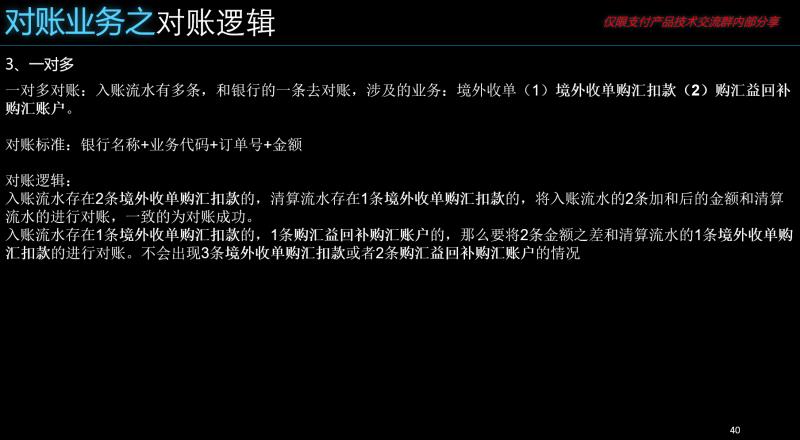 对账业务之对账逻辑
仅限支付产品技术交流群内部分享
3、一对多
一对多对账：入账流水有多条，和银行的一条去对账，涉及的业务：境外收单（1）境外收单购汇扣款（2）购汇益回补
购汇账户。
对账标准：银行名称+业务代码+订单号+金额
对账逻辑：
入账流水存在2条境外收单购汇扣款的，清算流水存在1条境外收单购汇扣款的，将入账流水的2条加和后的金额和清算
流水的进行对账，一致的为对账成功。
入账流水存在1条境外收单购汇扣款的，1条购汇益回补购汇账户的，那么要将2条金额之差和清算流水的1条境外收单购
汇扣款的进行对账。不会出现3条境外收单购汇扣款或者2条购汇益回补购汇账户的情况
40